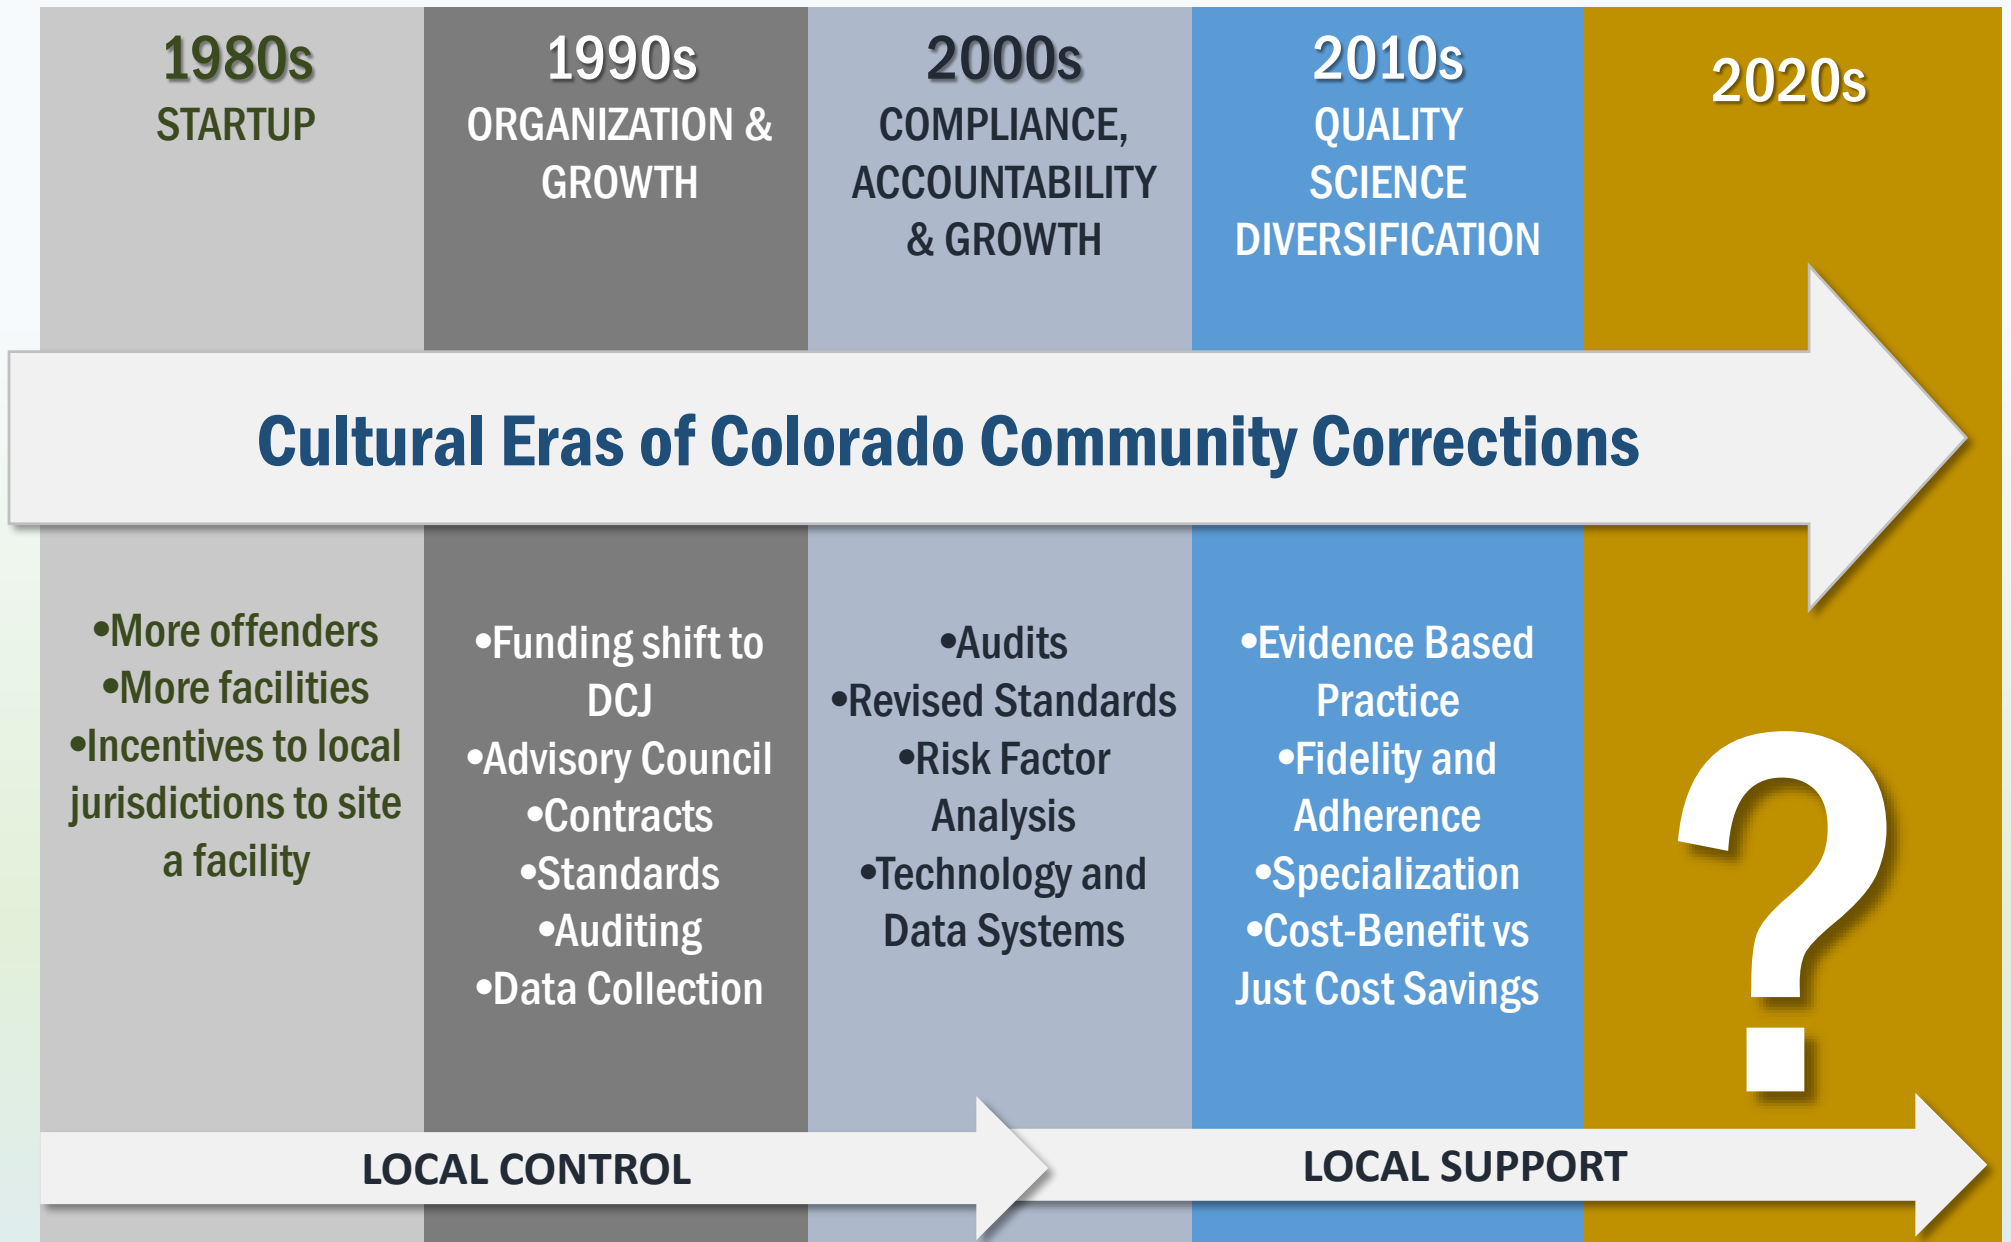 1980s
STARTUP
1990s
ORGANIZATION &
GROWTH
2000s
COMPLIANCE,
ACCOUNTABILITY
& GROWTH
2010s
QUALITY
SCIENCE
DIVERSIFICATION
2020s
Cultural Eras of Colorado Community Corrections
•More offenders
•More facilities
•Incentives to local
jurisdictions to site
a facility
•Funding shift to
DCJ
•Advisory Council
•Contracts
•Standards
•Auditing
•Data Collection
•Audits
•Revised Standards
•Risk Factor
Analysis
•Technology and
Data Systems
•Evidence Based
Practice
•Fidelity and
Adherence
•Specialization
•Cost-Benefit vs
Just Cost Savings
?
LOCAL CONTROL
LOCAL SUPPORT